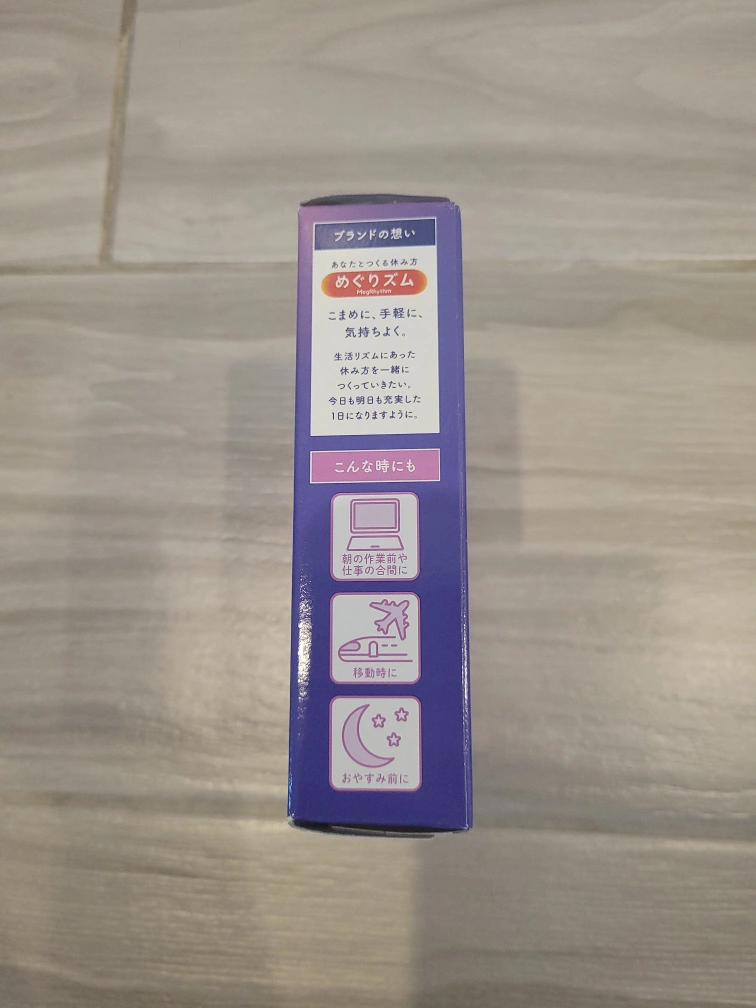 ブランドの想い
あなたとつくる休み方
めぐりズム
MegRhythm
こまめに、手軽に、
気持ちよく。
生活リズムにあった
休み方を一緒に
つくっていきたい。
今日も明日も充実した
1日になりますように。
こんな時にも
朝の作業前や
仕事の合間に
移動時に
おやすみ前に